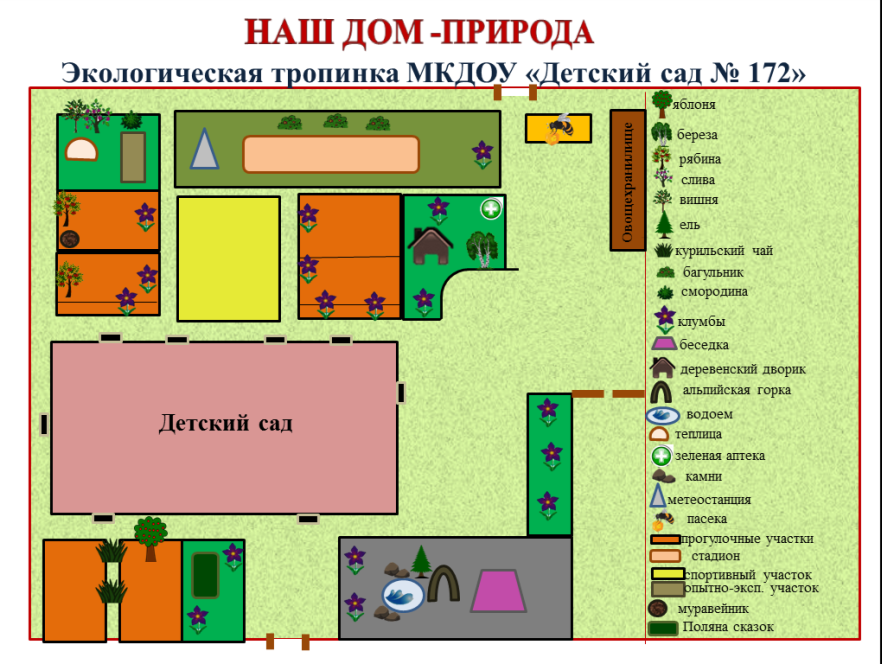 НАШ ДОМ -ПРИРОДА
Экологическая тропинка МКДОУ «Детский сад № 172»
Овощехранилище
Детский сад
яблоня
береза
рябина
слива
вишня
ель
курильский чай
багульник
смородина
клумбы
беседка
деревенский дворик
альпийская горка
водоем
теплица
зеленая аптека
камни
метеостанция
пасека
прогулочные участки
стадион
спортивный участок
опытно-эксп. участок
муравейник
Поляна сказок